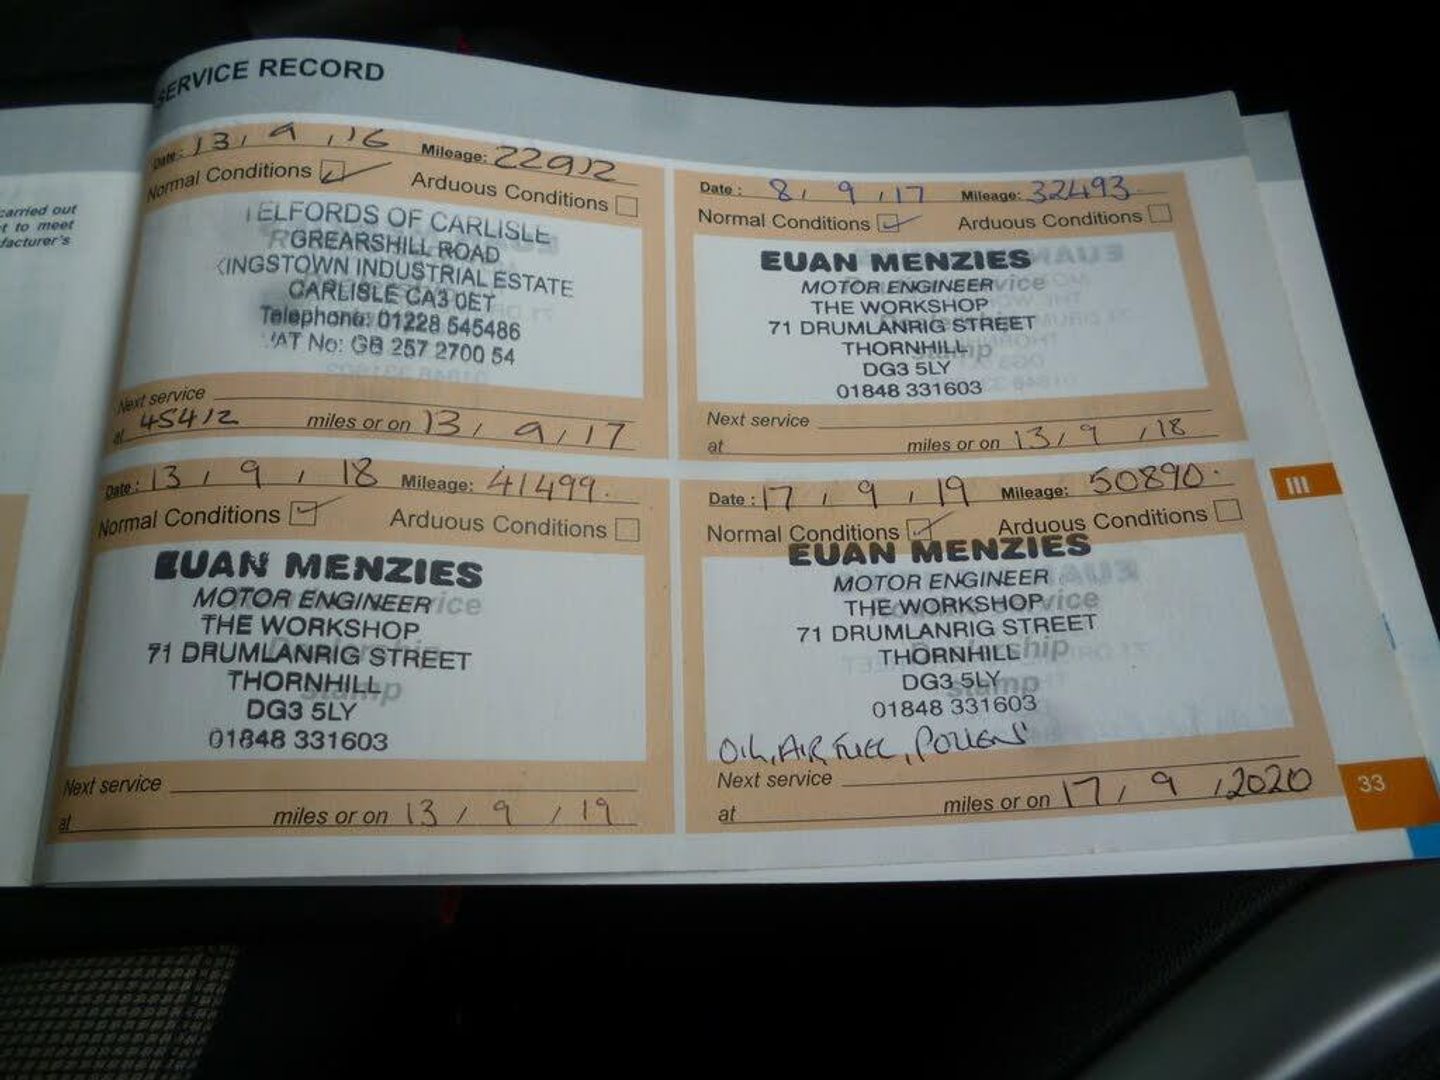 SERVICE RECORD
Date: 13 / 9 / 16 Mileage: 22912
Normal Conditions Arduous Conditions
TELFORDS OF CARLISLE
GREARSHILL ROAD
KINGSTOWN INDUSTRIAL ESTATE
CARLISLE CA3 0ET
Telephone: 01228 545486
VAT No: GB 257 2700 54
Next service
at 45412 miles or on 13 / 9 / 17
Date: 8 / 9 / 17 Mileage: 32493
Normal Conditions Arduous Conditions
EUAN MENZIES
MOTOR ENGINEER
THE WORKSHOP
71 DRUMLANRIG STREET
THORNHILL
DG3 5LY
01848 331603
Next service
at miles or on 13 / 9 / 18
Date: 13 / 9 / 18 Mileage: 41499.
Normal Conditions Arduous Conditions
EUAN MENZIES
MOTOR ENGINEER
THE WORKSHOP
71 DRUMLANRIG STREET
THORNHILL
DG3 5LY
01848 331603
Next service
at miles or on 13 / 9 / 19
Date: 17 / 9 / 19 Mileage: 50890.
Normal Conditions Arduous Conditions
EUAN MENZIES
MOTOR ENGINEER
THE WORKSHOP
71 DRUMLANRIG STREET
THORNHILL
DG3 5LY
01848 331603
OIL, AIR FUEL, POLLEN
Next service
at miles or on 17 / 9 / 2020
carried out
to meet
facturer's
III
33